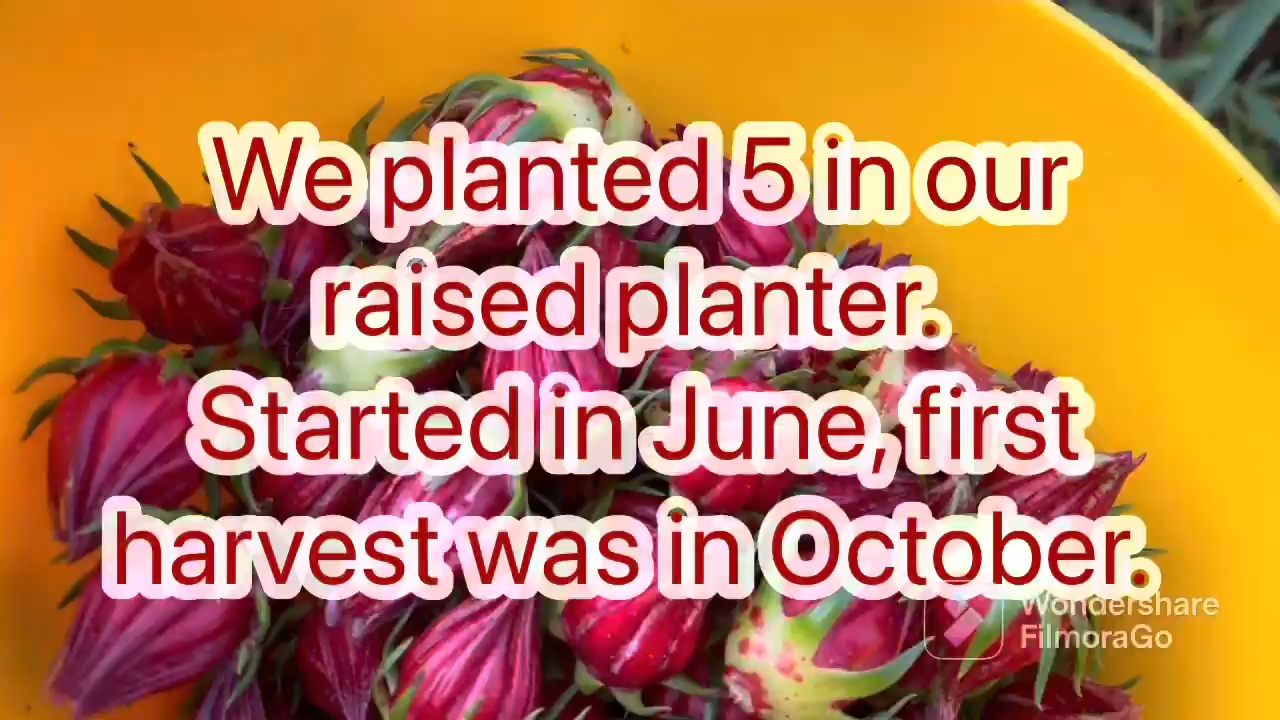 We planted 5 in our
raised planter.
Started in June, first
harvest was in October.
Wondershare
FilmoraGo